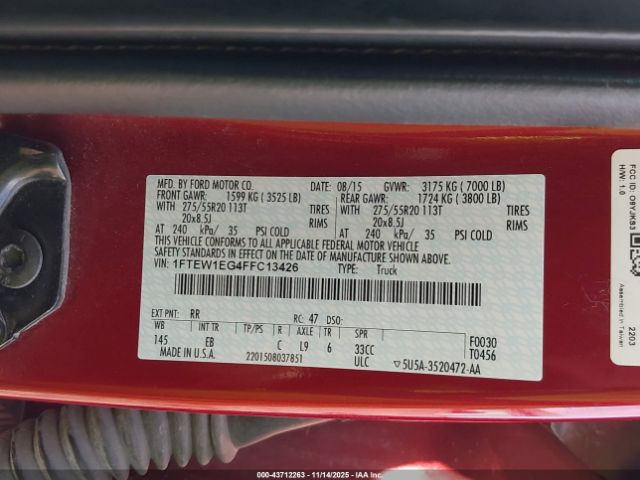 MFD. BY FORD MOTOR CO. DATE: 08/15 GVWR: 3175 KG ( 7000 LB)
FRONT GAWR: 1599 KG ( 3525 LB) REAR GAWR: 1724 KG ( 3800 LB)
WITH 275/55R20 113T TIRES WITH 275/55R20 113T TIRES
20x8.5J RIMS 20x8.5J RIMS
AT 240 kPa/ 35 PSI COLD AT 240 kPa/ 35 PSI COLD
THIS VEHICLE CONFORMS TO ALL APPLICABLE FEDERAL MOTOR VEHICLE
SAFETY STANDARDS IN EFFECT ON THE DATE OF MANUFACTURE SHOWN ABOVE.
VIN: 1FTEW1EG4FFC13426 TYPE: Truck
EXT PNT: RR RC: 47 DSO: F0030
WB INT TR TP/PS R AXLE TR SPR T0456
145 EB C L9 6 33CC
MADE IN U.S.A. 2201508037851 ULC 5U5A-3520472-AA
FCC ID: O8YJKS3
H/W: 1.0
Assembled in Taiwan
2203
000-43712263 - 11/14/2025 - IAA Inc.